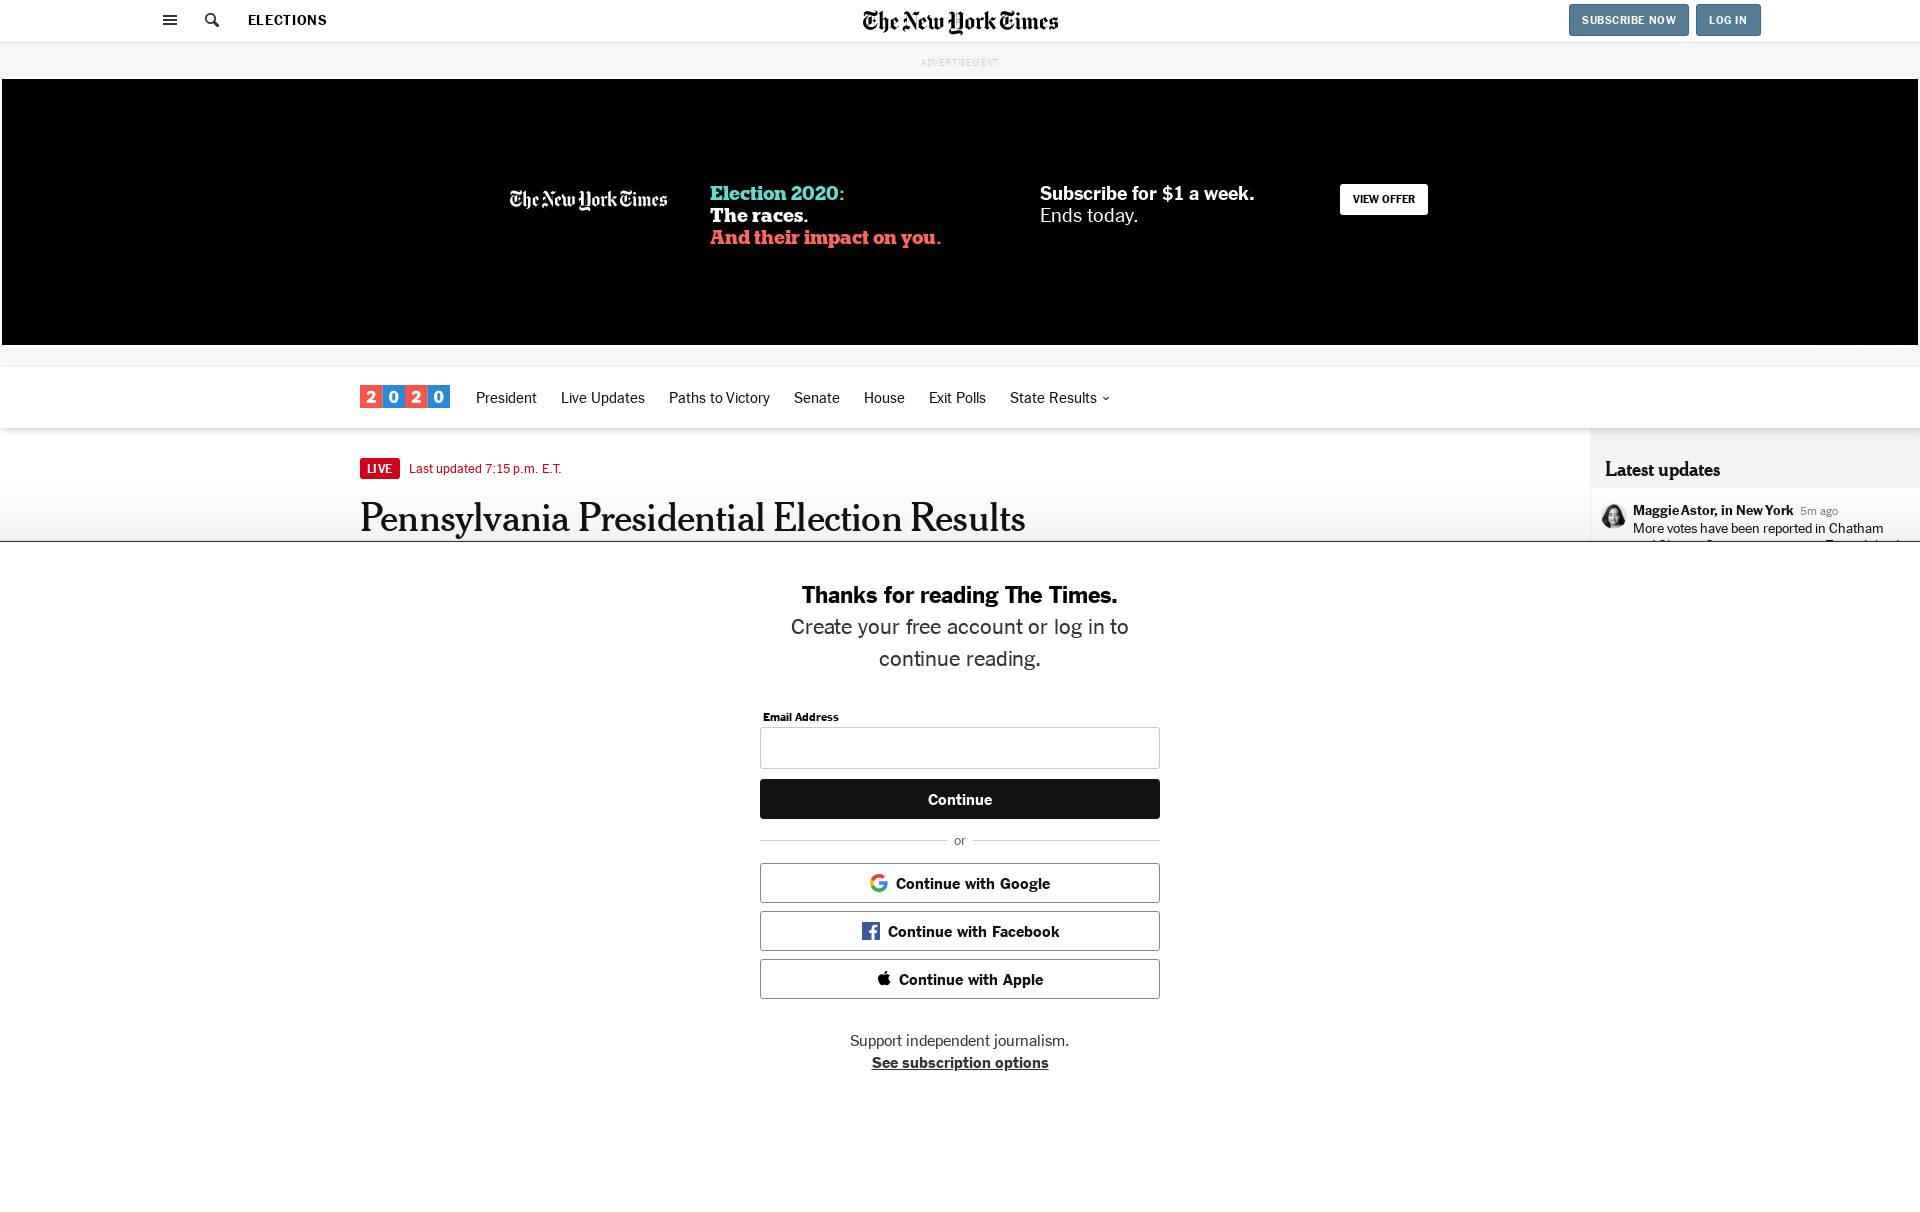 ELECTIONS
The New York Times
SUBSCRIBE NOW
LOG IN
ADVERTISEMENT
The New York Times
Election 2020:
The races.
And their impact on you.
Subscribe for $1 a week.
Ends today.
VIEW OFFER
2020
President
Live Updates
Paths to Victory
Senate
House
Exit Polls
State Results
LIVE
Last updated 7:15 p.m. E.T.
Pennsylvania Presidential Election Results
Latest updates
Maggie Astor, in New York 5m ago
More votes have been reported in Chatham
Thanks for reading The Times.
Create your free account or log in to
continue reading.
Email Address
Continue
or
Continue with Google
Continue with Facebook
Continue with Apple
Support independent journalism.
See subscription options